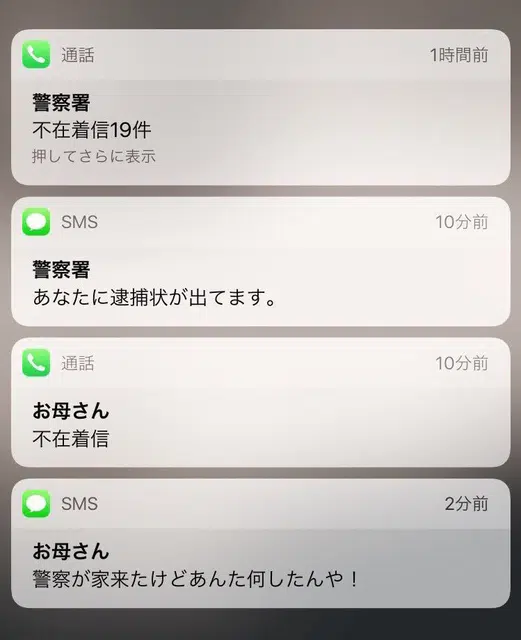 通話 1時間前
警察署
不在着信19件
押してさらに表示
SMS 10分前
警察署
あなたに逮捕状が出てます。
通話 10分前
お母さん
不在着信
SMS 2分前
お母さん
警察が家来たけどあんた何したんや！